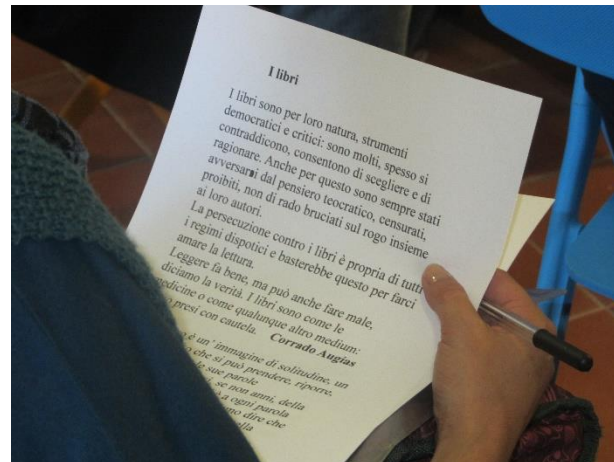 I libri
I libri sono per loro natura, strumenti
democratici e critici: sono molti, spesso si
contraddicono, consentono di scegliere e di
ragionare. Anche per questo sono sempre stati
avversarni dal pensiero teocratico, censurati,
proibiti, non di rado bruciati sul rogo insieme
ai loro autori.
La persecuzione contro i libri è propria di tutti
i regimi dispotici e basterebbe questo per farci
amare la lettura.
Leggere fa bene, ma può anche fare male,
diciamo la verità. I libri sono come le
medicine o come qualunque altro medium:
presi con cautela. Corrado Augias
è un' immagine di solitudine, un
che si può prendere, riporre,
le sue parole
se non anni, della
a ogni parola
dire che